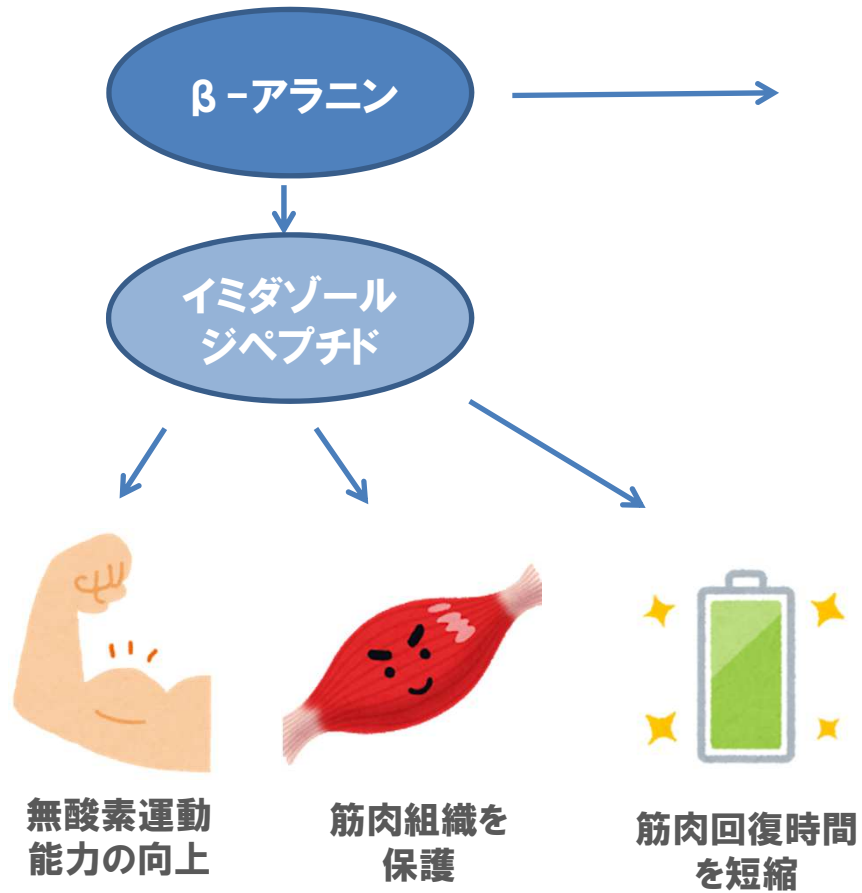 β-アラニン
イミダゾール
ジペプチド
無酸素運動
能力の向上
筋肉組織を
保護
筋肉回復時間
を短縮